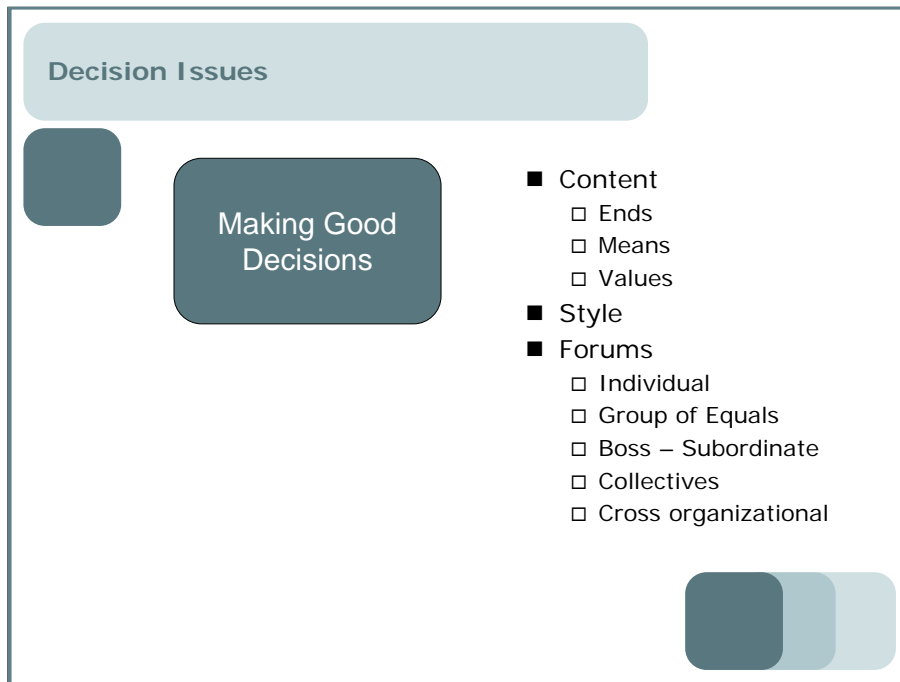 Decision Issues
Making Good
Decisions
■ Content
□ Ends
□ Means
□ Values
■ Style
■ Forums
□ Individual
□ Group of Equals
□ Boss – Subordinate
□ Collectives
□ Cross organizational